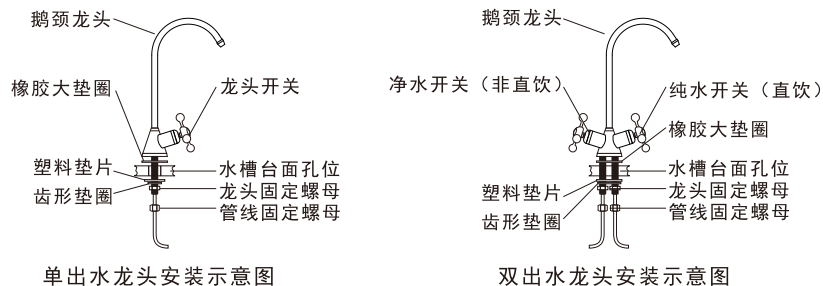 鹅颈龙头
橡胶大垫圈
龙头开关
塑料垫片
齿形垫圈
水槽台面孔位
龙头固定螺母
管线固定螺母
单出水龙头安装示意图
鹅颈龙头
净水开关（非直饮）
纯水开关（直饮）
橡胶大垫圈
水槽台面孔位
塑料垫片
龙头固定螺母
齿形垫圈
管线固定螺母
双出水龙头安装示意图